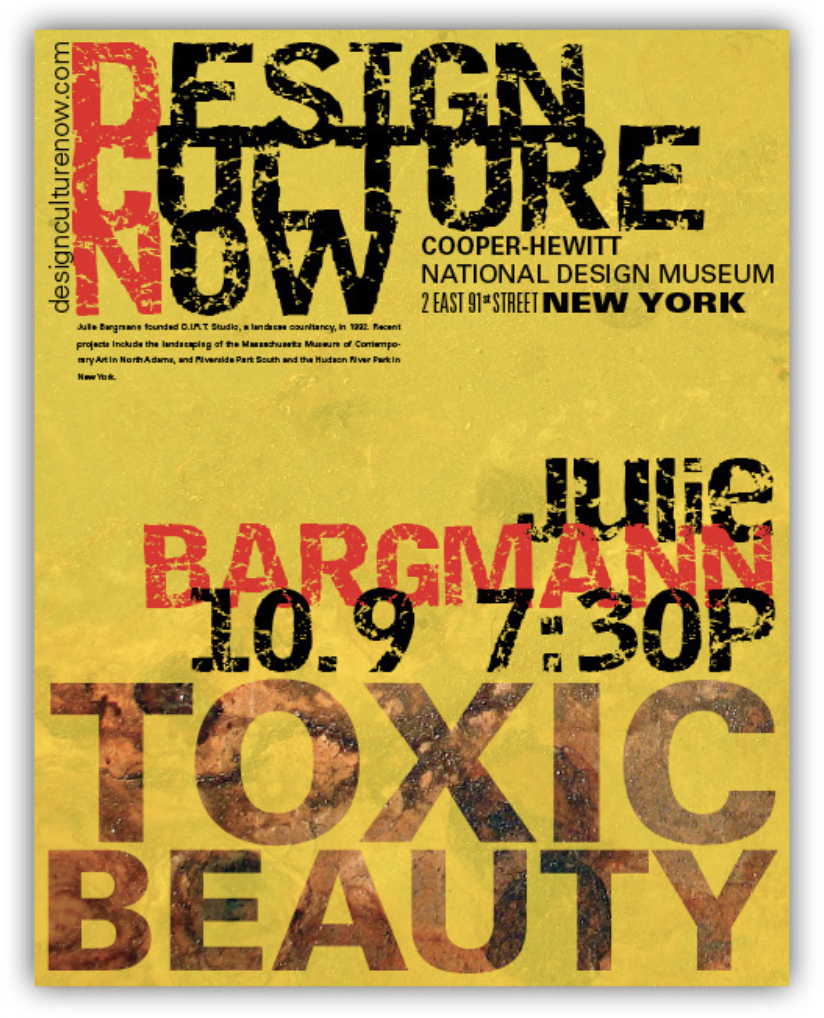 designculturenow.com
DESIGN
CULTURE
NOW
COOPER-HEWITT
NATIONAL DESIGN MUSEUM
2 EAST 91st STREET NEW YORK
Julie Bargmann founded D.I.R.T. Studio, a landscae countancy, in 1992. Recent
projects include the landscaping of the Massachusetts Museum of Contempo-
rary Art in North Adams, and Riverside Park South and the Hudson River Park in
New York.
Julie
BARGMANN
10.9 7:30P
TOXIC
BEAUTY